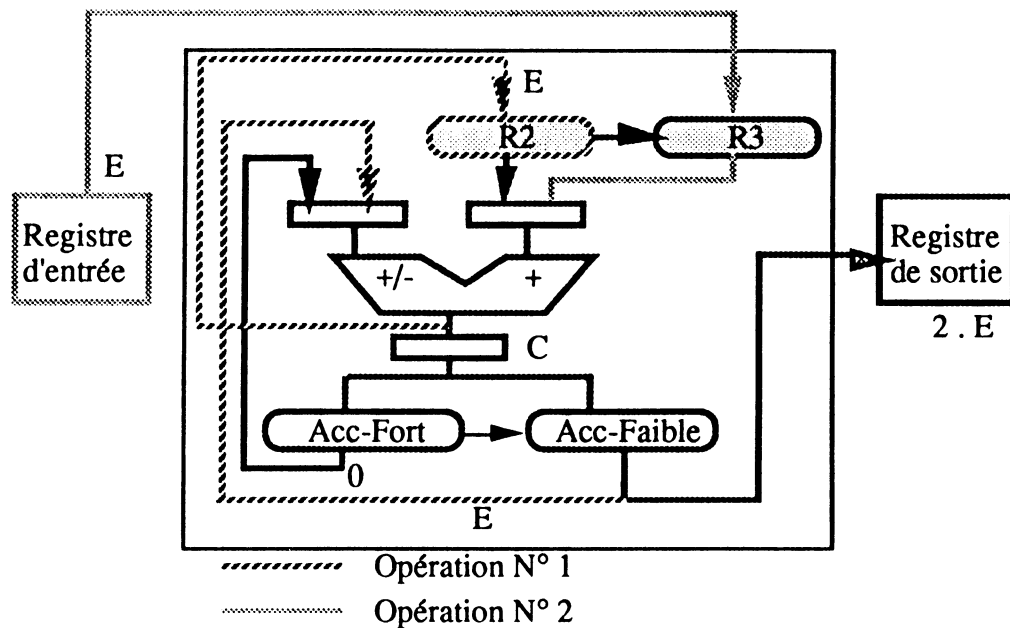 E
R2
R3
E
Registre
d'entrée
Registre
de sortie
+/-
+
2 . E
C
Acc-Fort
Acc-Faible
0
E
Opération N° 1
Opération N° 2